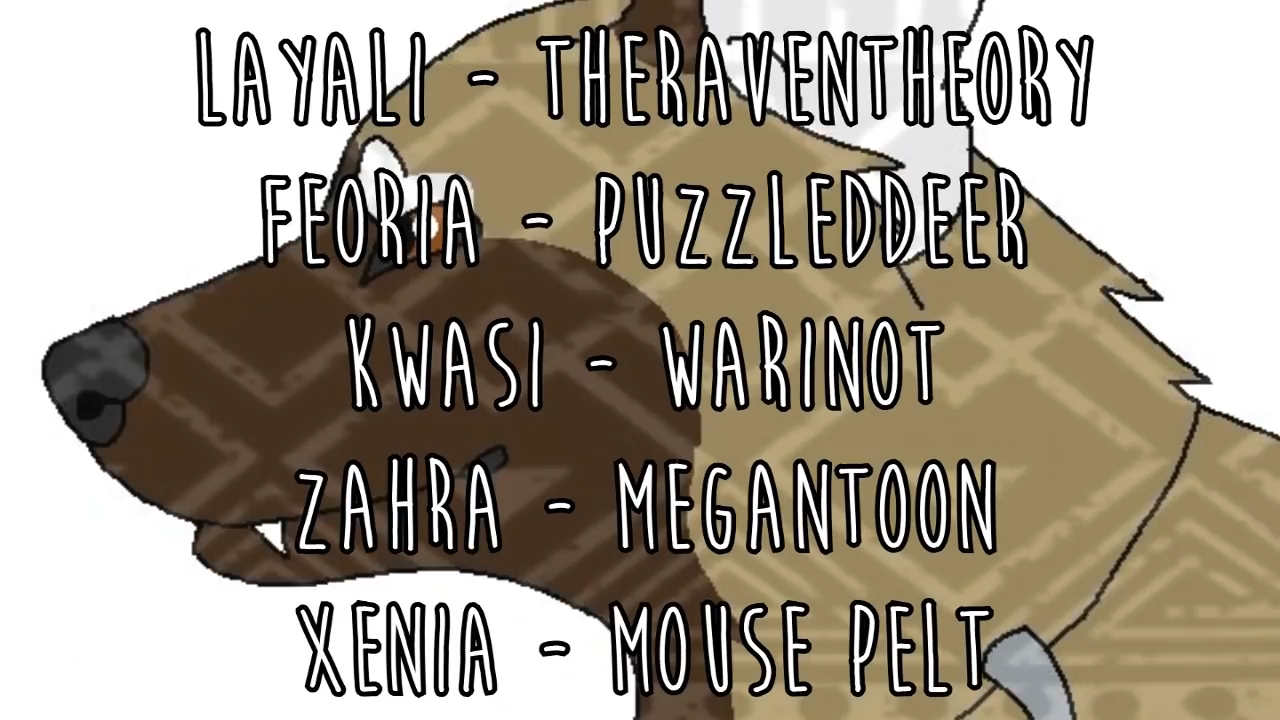 LAYALI - THERAVENTHEORY
FEORIA - PUZZLEDDEER
KWASI - WARINOT
ZAHRA - MEGANTOON
XENIA - MOUSE PELT